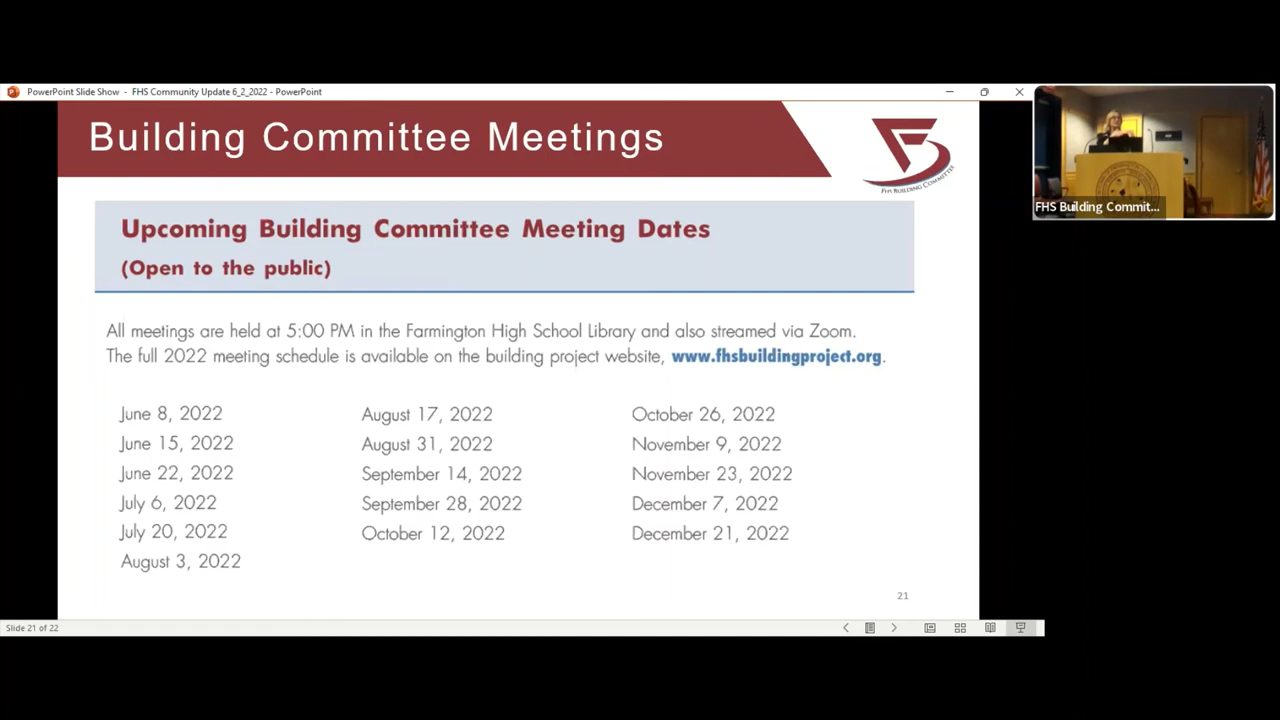 PowerPoint Slide Show - FHS Community Update 6_2_2022 - PowerPoint
Building Committee Meetings
FHS BUILDING COMMITTEE
FHS Building Commit...
Upcoming Building Committee Meeting Dates
(Open to the public)
All meetings are held at 5:00 PM in the Farmington High School Library and also streamed via Zoom.
The full 2022 meeting schedule is available on the building project website, www.fhsbuildingproject.org.
June 8, 2022
June 15, 2022
June 22, 2022
July 6, 2022
July 20, 2022
August 3, 2022
August 17, 2022
August 31, 2022
September 14, 2022
September 28, 2022
October 12, 2022
October 26, 2022
November 9, 2022
November 23, 2022
December 7, 2022
December 21, 2022
21
Slide 21 of 22